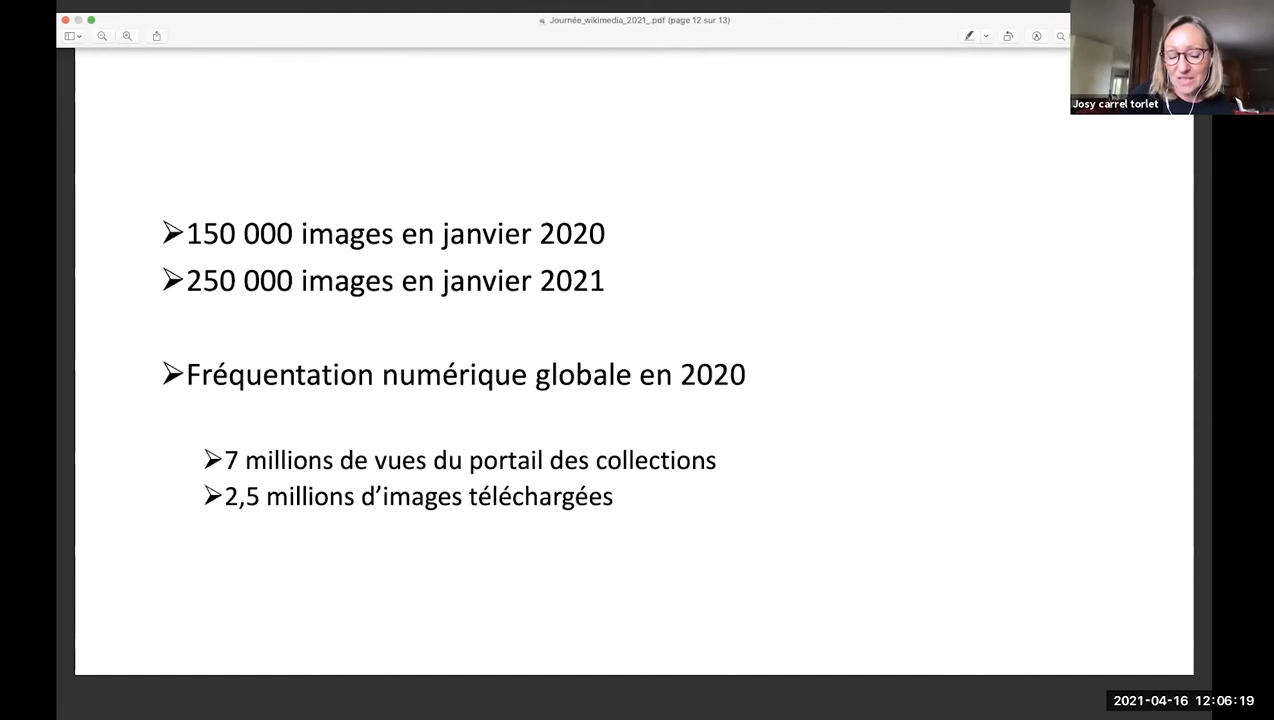 Journée_wikimedia_2021_.pdf (page 12 sur 13)
Josy carrel torlet
➢150 000 images en janvier 2020
➢250 000 images en janvier 2021
➢Fréquentation numérique globale en 2020
➢7 millions de vues du portail des collections
➢2,5 millions d’images téléchargées
2021-04-16 12:06:19